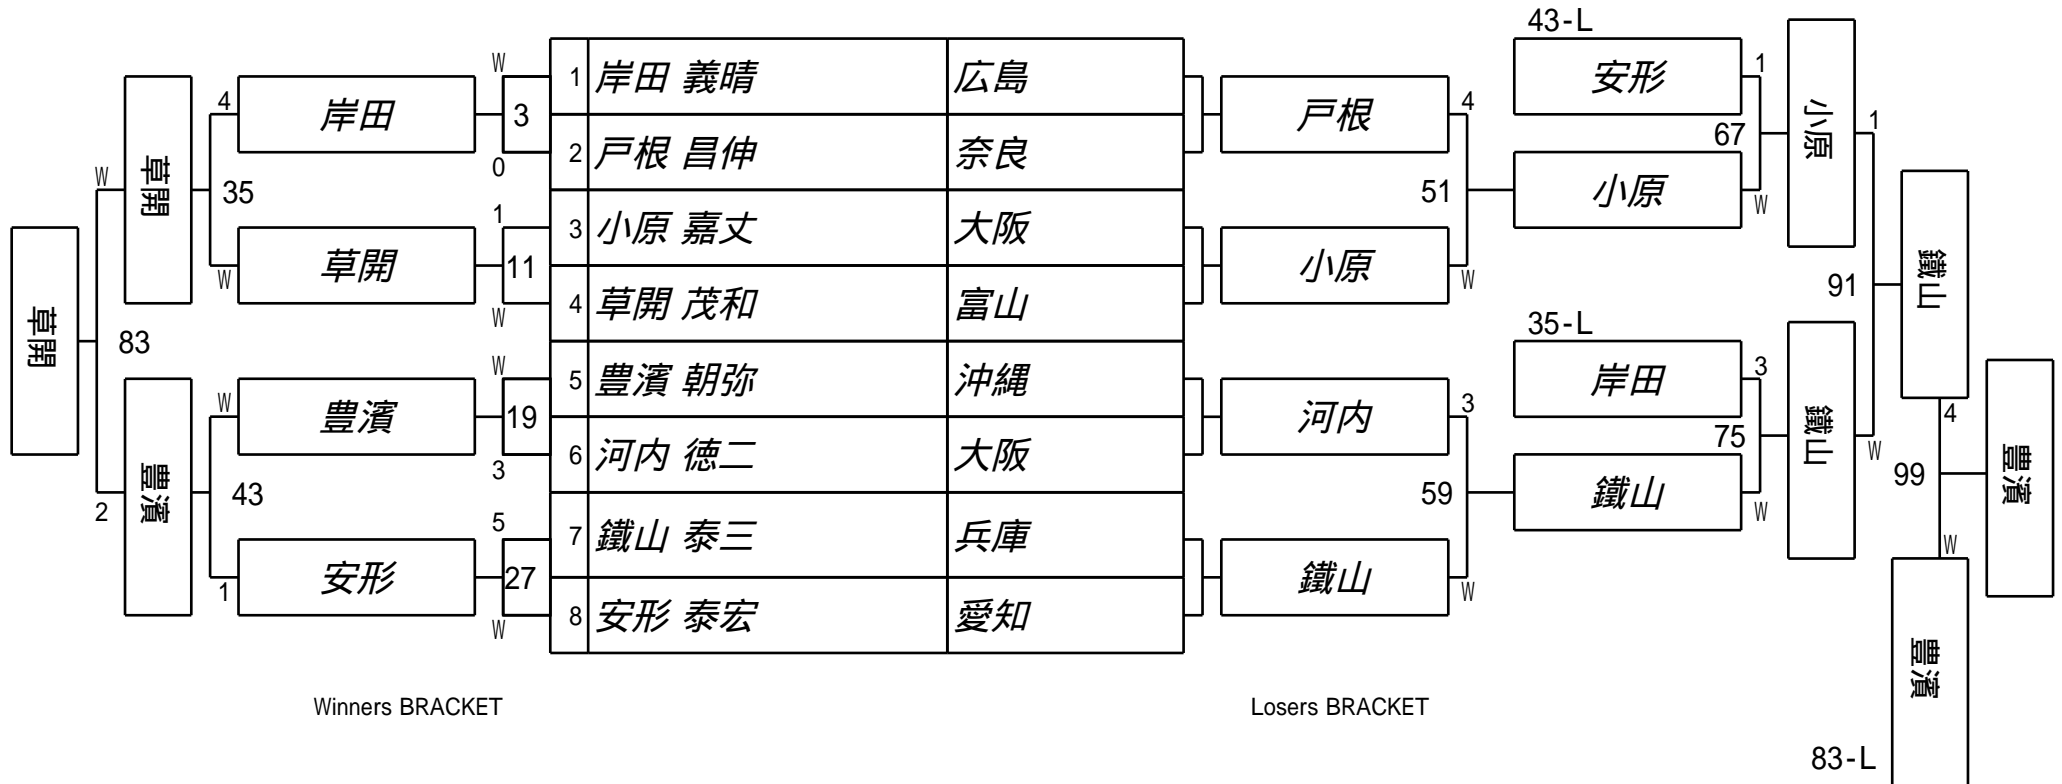 43-L
W
1 岸田 義晴 広島
安形
1
4
岸田
3
戸根
4
小原
1
草開
2 戸根 昌伸 奈良
67
W
0
35
51
小原
W
草開
1
3 小原 嘉丈 大阪
草開
11
小原
鐵山
W
W
91
4 草開 茂和 富山
W
35-L
草開
83
W
5 豊濱 朝弥 沖縄
岸田
3
W
豊濱
19
河内
3
鐵山
4
75
W
6 河内 徳二 大阪
豊濱
3
99
豊濱
2
43
59
鐵山
W
5
7 鐵山 泰三 兵庫
W
1
安形
27
鐵山
W
8 安形 泰宏 愛知
W
豊濱
Winners BRACKET
Losers BRACKET
83-L